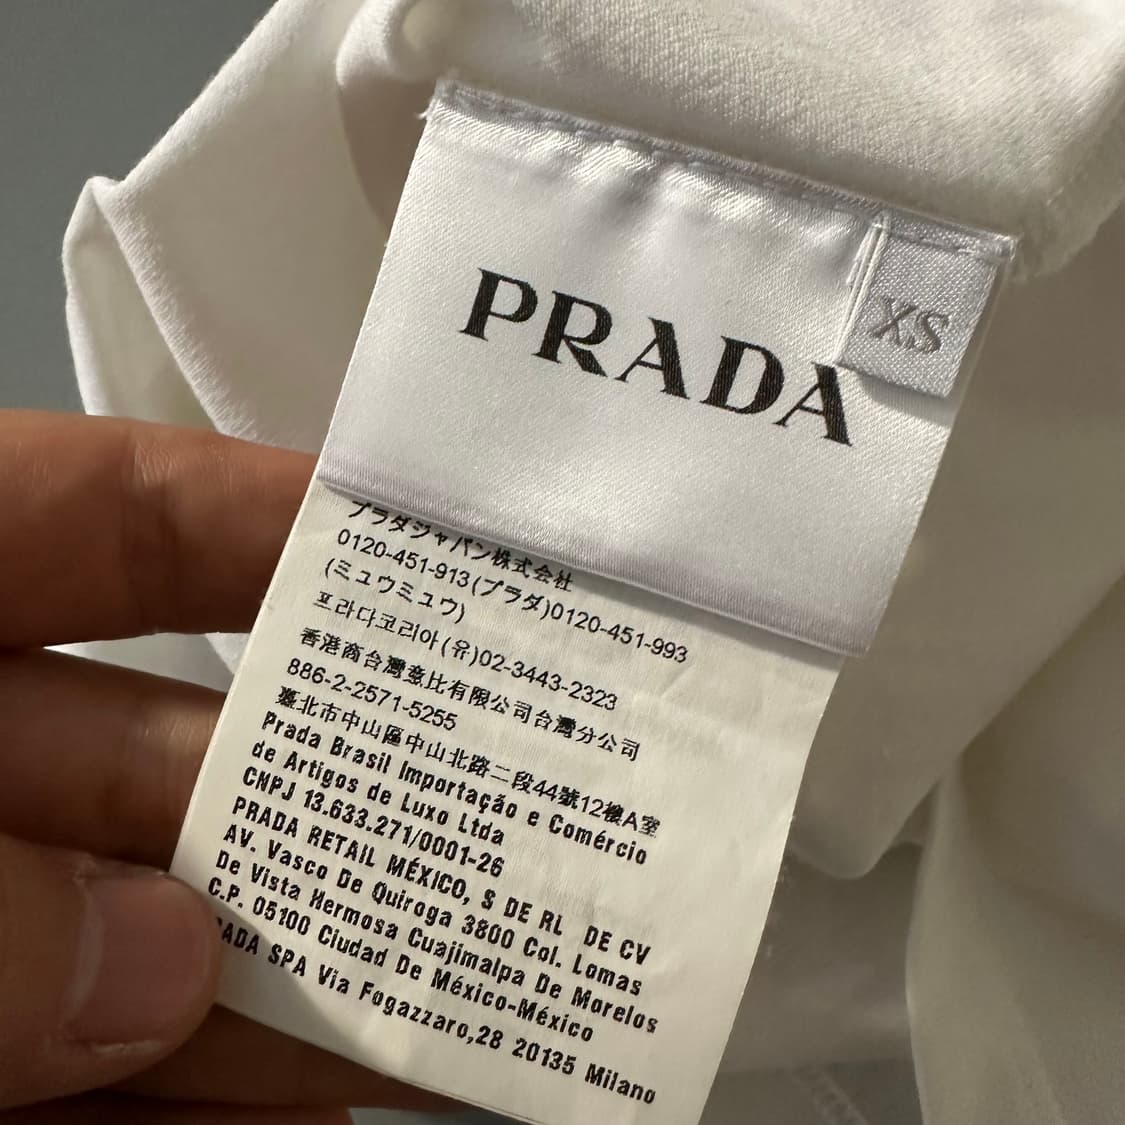 PRADA
XS
プラダジャパン株式会社
0120-451-913(プラダ)0120-451-993
(ミュウミュウ)
프라다코리아(유)02-3443-2323
香港商台灣薏比有限公司台灣分公司
886-2-2571-5255
臺北市中山區中山北路二段44號12樓A室
Prada Brasil Importação e Comércio
de Artigos de Luxo Ltda
CNPJ 13.633.271/0001-26
PRADA RETAIL MÉXICO, S DE RL DE CV
AV. Vasco De Quiroga 3800 Col. Lomas
De Vista Hermosa Cuajimalpa De Morelos
C.P. 05100 Ciudad De México-México
RADA SPA Via Fogazzaro,28 20135 Milano